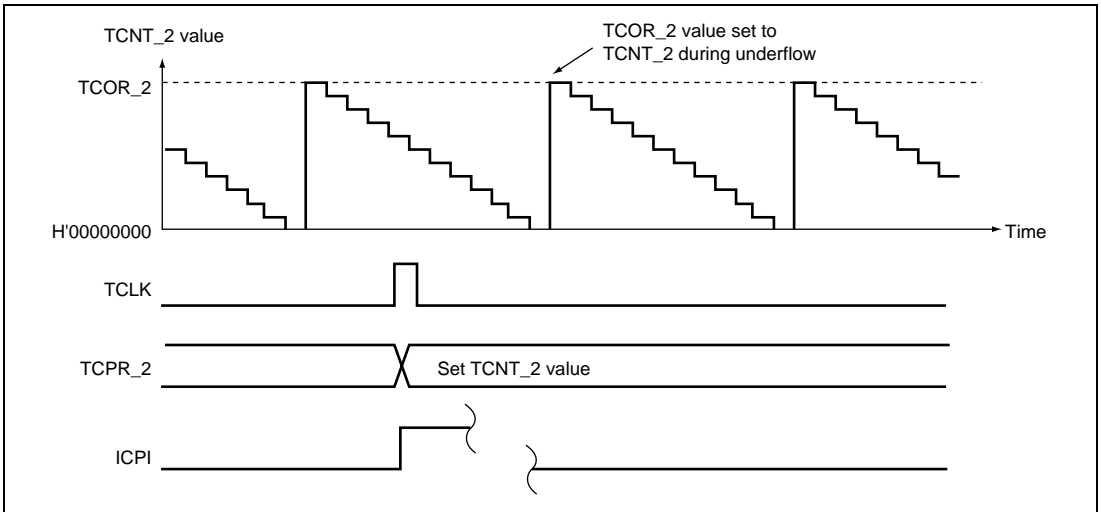 TCNT_2 value
TCOR_2 value set to
TCNT_2 during underflow
TCOR_2
H'00000000
Time
TCLK
TCPR_2
Set TCNT_2 value
ICPI